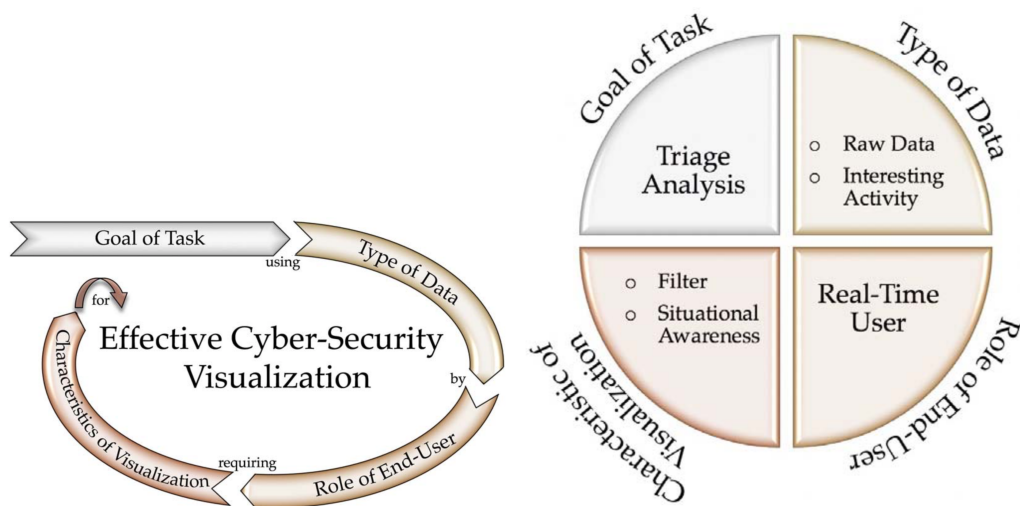 Goal of Task
using
Type of Data
by
Role of End-User
requiring
Characteristics of Visualization
for
Effective Cyber-Security
Visualization
Goal of Task
Triage
Analysis
Type of Data
Raw Data
Interesting
Activity
Role of End-User
Real-Time
User
Characteristic of
Visualization
Filter
Situational
Awareness